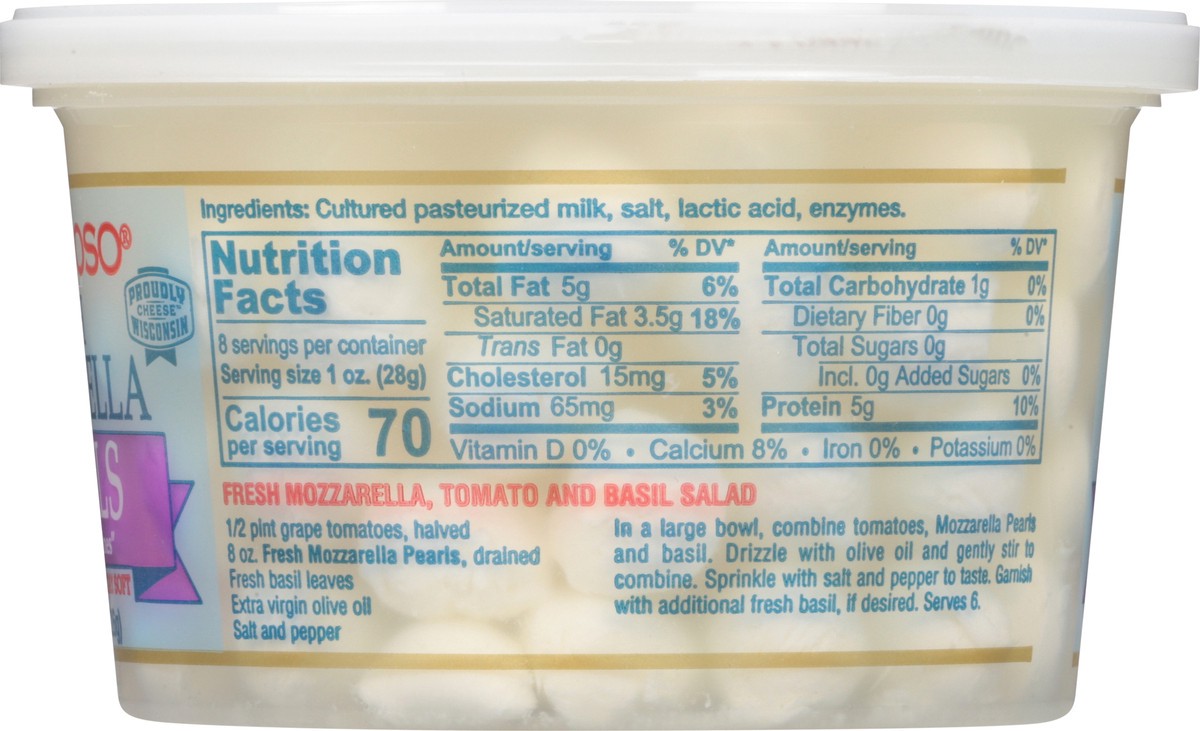 OSO®
PROUDLY
CHEESE™
WISCONSIN
ELLA
LS
SOFT
Ingredients: Cultured pasteurized milk, salt, lactic acid, enzymes.
Nutrition
Facts
8 servings per container
Serving size 1 oz. (28g)
Calories
per serving 70
Amount/serving % DV*
Total Fat 5g 6%
Saturated Fat 3.5g 18%
Trans Fat 0g
Cholesterol 15mg 5%
Sodium 65mg 3%
Amount/serving % DV*
Total Carbohydrate 1g 0%
Dietary Fiber 0g 0%
Total Sugars 0g
Incl. 0g Added Sugars 0%
Protein 5g 10%
Vitamin D 0% • Calcium 8% • Iron 0% • Potassium 0%
FRESH MOZZARELLA, TOMATO AND BASIL SALAD
1/2 pint grape tomatoes, halved
8 oz. Fresh Mozzarella Pearls, drained
Fresh basil leaves
Extra virgin olive oil
Salt and pepper
In a large bowl, combine tomatoes, Mozzarella Pearls
and basil. Drizzle with olive oil and gently stir to
combine. Sprinkle with salt and pepper to taste. Garnish
with additional fresh basil, if desired. Serves 6.